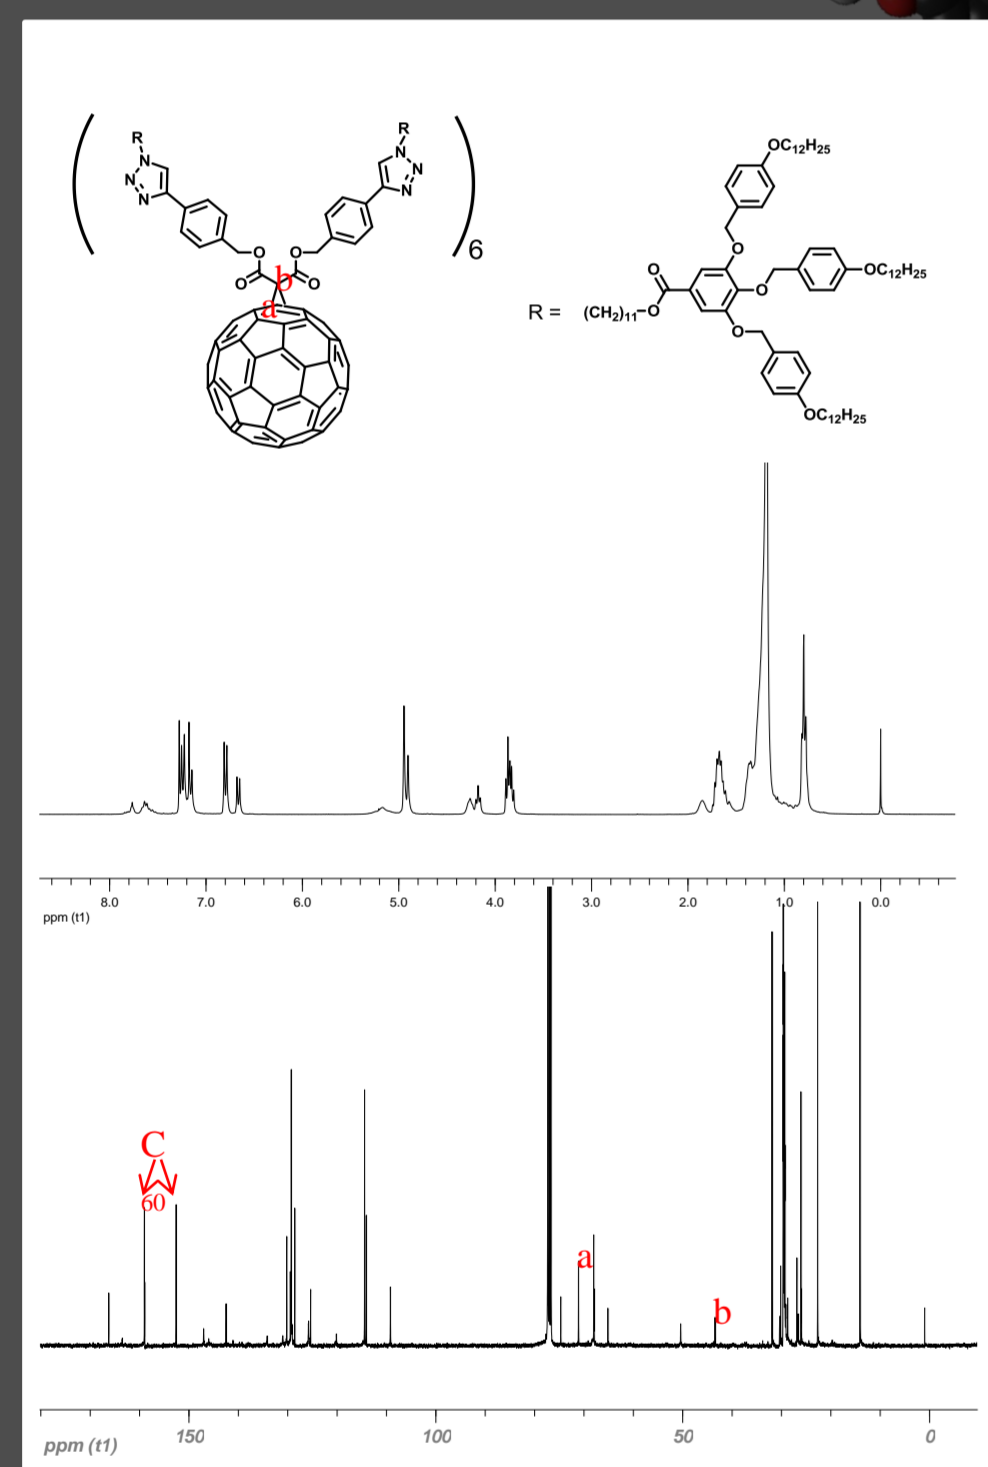 R
N
N
N
R
N
N
N
O
O
O
O
b
a
6
OC12H25
O
O
O
OC12H25
R = (CH2)11-O
O
OC12H25
8.0 7.0 6.0 5.0 4.0 3.0 2.0 1.0 0.0
ppm (t1)
C
60
a
b
150 100 50 0
ppm (t1)